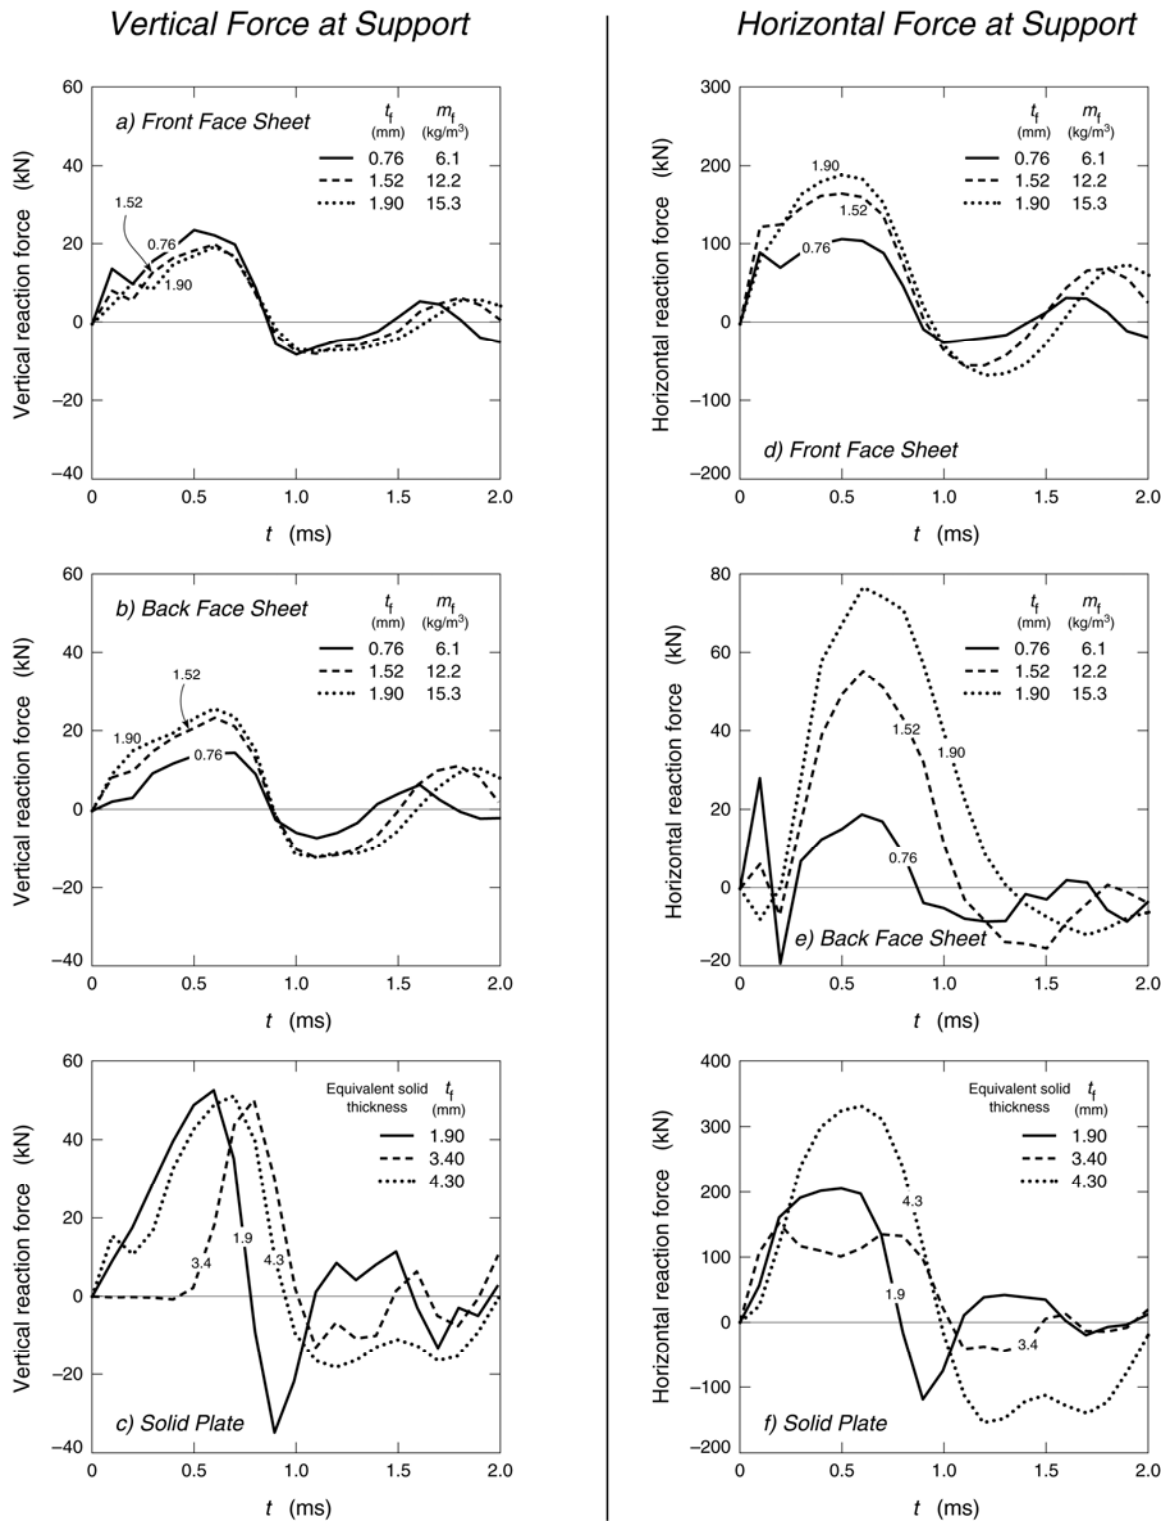 Vertical Force at Support
Horizontal Force at Support
Vertical reaction force (kN)
60
40
20
0
–20
–40
a) Front Face Sheet
tf mf
(mm) (kg/m³)
0.76 6.1
1.52 12.2
1.90 15.3
1.52
0.76
1.90
0 0.5 1.0 1.5 2.0
t (ms)
Horizontal reaction force (kN)
300
200
100
0
–100
–200
tf mf
(mm) (kg/m³)
0.76 6.1
1.52 12.2
1.90 15.3
1.90
1.52
0.76
d) Front Face Sheet
0 0.5 1.0 1.5 2.0
t (ms)
Vertical reaction force (kN)
60
40
20
0
–20
–40
b) Back Face Sheet
tf mf
(mm) (kg/m³)
0.76 6.1
1.52 12.2
1.90 15.3
1.52
1.90
0.76
0 0.5 1.0 1.5 2.0
t (ms)
Horizontal reaction force (kN)
80
60
40
20
0
–20
tf mf
(mm) (kg/m³)
0.76 6.1
1.52 12.2
1.90 15.3
1.52
1.90
0.76
e) Back Face Sheet
0 0.5 1.0 1.5 2.0
t (ms)
Vertical reaction force (kN)
60
40
20
0
–20
–40
Equivalent solid tf
thickness (mm)
1.90
3.40
4.30
1.9
4.3
3.4
c) Solid Plate
0 0.5 1.0 1.5 2.0
t (ms)
Horizontal reaction force (kN)
400
300
200
100
0
–100
–200
Equivalent solid tf
thickness (mm)
1.90
3.40
4.30
4.3
1.9
3.4
f) Solid Plate
0 0.5 1.0 1.5 2.0
t (ms)